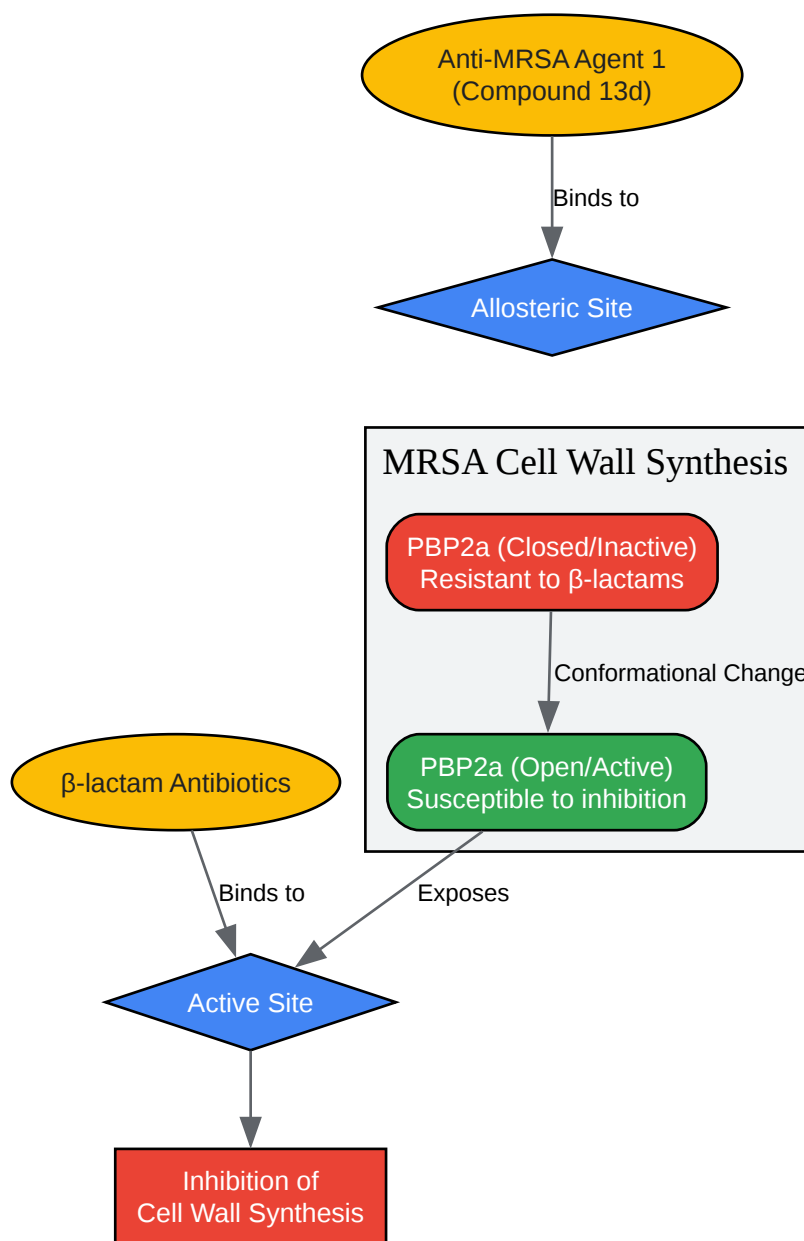 Anti-MRSA Agent 1
(Compound 13d)
Binds to
Allosteric Site
MRSA Cell Wall Synthesis
PBP2a (Closed/Inactive)
Resistant to β-lactams
Conformational Change
PBP2a (Open/Active)
Susceptible to inhibition
β-lactam Antibiotics
Binds to
Exposes
Active Site
Inhibition of
Cell Wall Synthesis